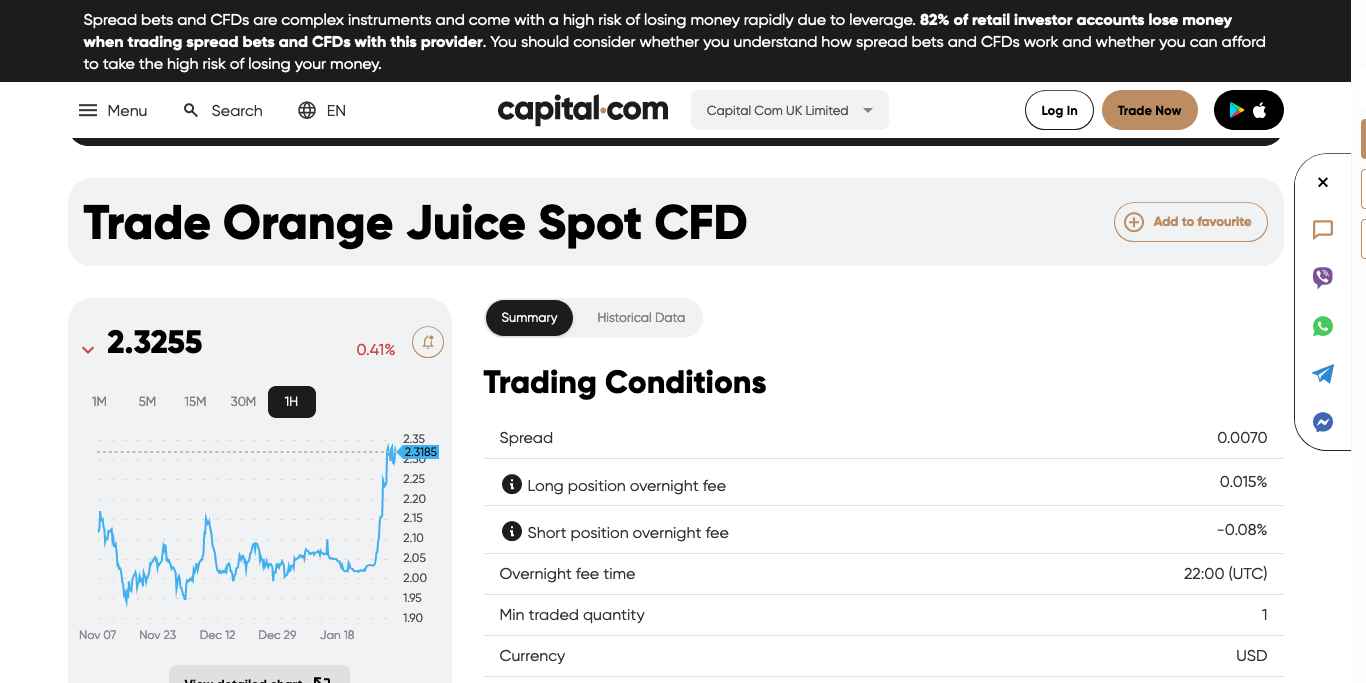 Spread bets and CFDs are complex instruments and come with a high risk of losing money rapidly due to leverage. 82% of retail investor accounts lose money
when trading spread bets and CFDs with this provider. You should consider whether you understand how spread bets and CFDs work and whether you can afford
to take the high risk of losing your money.
Menu
Search
EN
capital.com
Capital Com UK Limited
Log In
Trade Now
Trade Orange Juice Spot CFD
Add to favourite
2.3255
0.41%
1M
5M
15M
30M
1H
2.35
2.3185
2.30
2.25
2.20
2.15
2.10
2.05
2.00
1.95
1.90
Nov 07
Nov 23
Dec 12
Dec 29
Jan 18
View detailed chart
Summary
Historical Data
Trading Conditions
Spread 0.0070
Long position overnight fee 0.015%
Short position overnight fee -0.08%
Overnight fee time 22:00 (UTC)
Min traded quantity 1
Currency USD